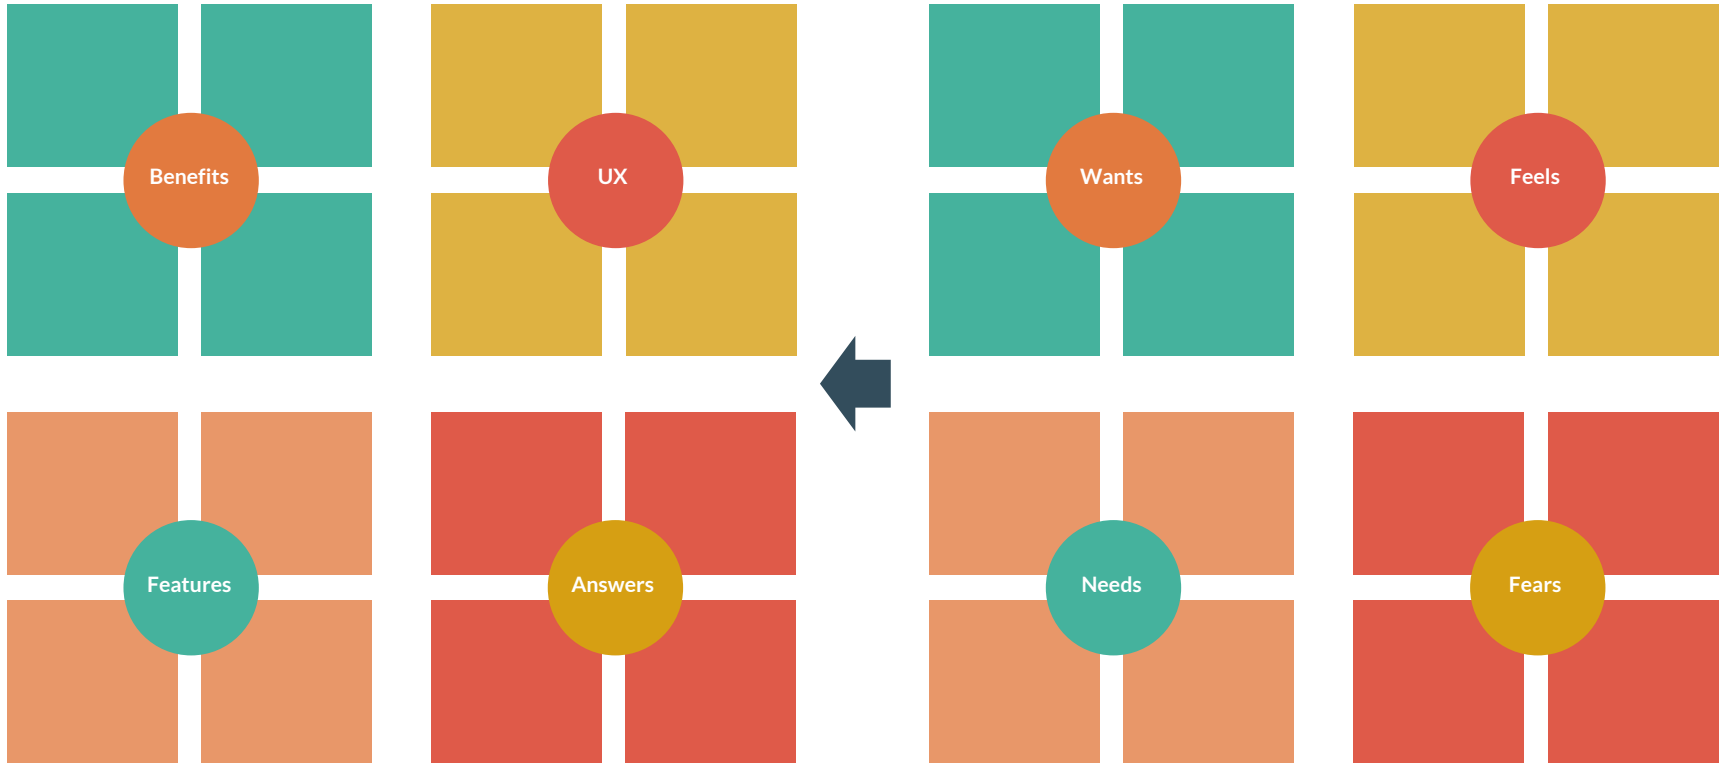 Benefits
UX
Wants
Feels
Features
Answers
Needs
Fears